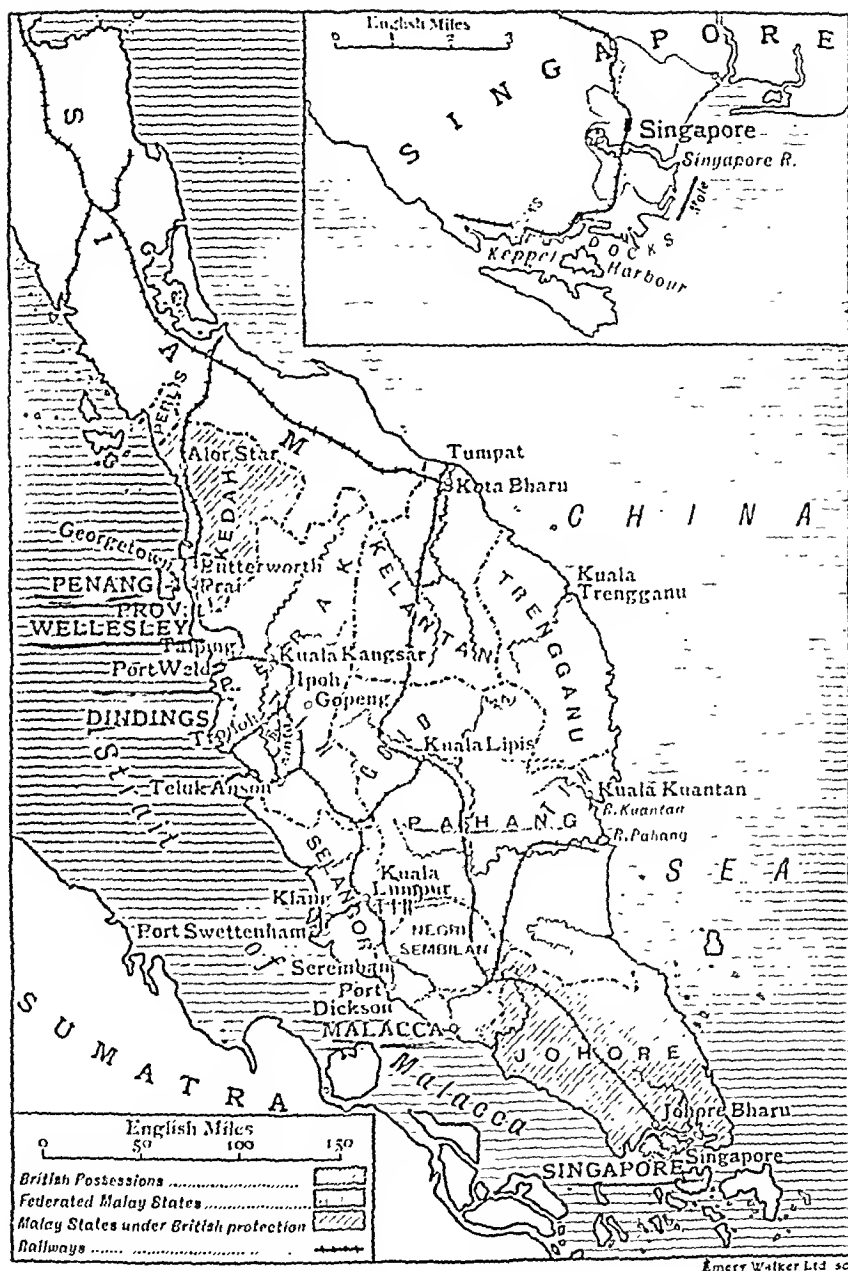 English Miles
0 1 2 3
SINGAPORE
Singapore
Singapore R.
Mole
DOCKS
Keppel
Harbour
SIAM
G
PERLIS
Alor Star
KEDAH
Tumpat
Kota Bharu
CHINA
SEA
Georgetown
Butterworth
Prai
PENANG
PROV.
WELLESLEY
KELANTAN
TRENGGANU
Kuala
Trengganu
Taiping
Port Weld
PERAK
Kuala Kangsar
Ipoh
Gopeng
DINDINGS
Kuala Lipis
Teluk Anson
Kuala Kuantan
R. Kuantan
R. Pahang
PAHANG
SELANGOR
Kuala
Lumpur
Klang
Port Swettenham
NEGRI
SEMBILAN
Seremban
Port
Dickson
MALACCA
Strait of Malacca
SUMATRA
JOHORE
Johore Bharu
Singapore
SINGAPORE
English Miles
0 50 100 150
British Possessions
Federated Malay States
Malay States under British protection
Railways
Emery Walker Ltd. sc.